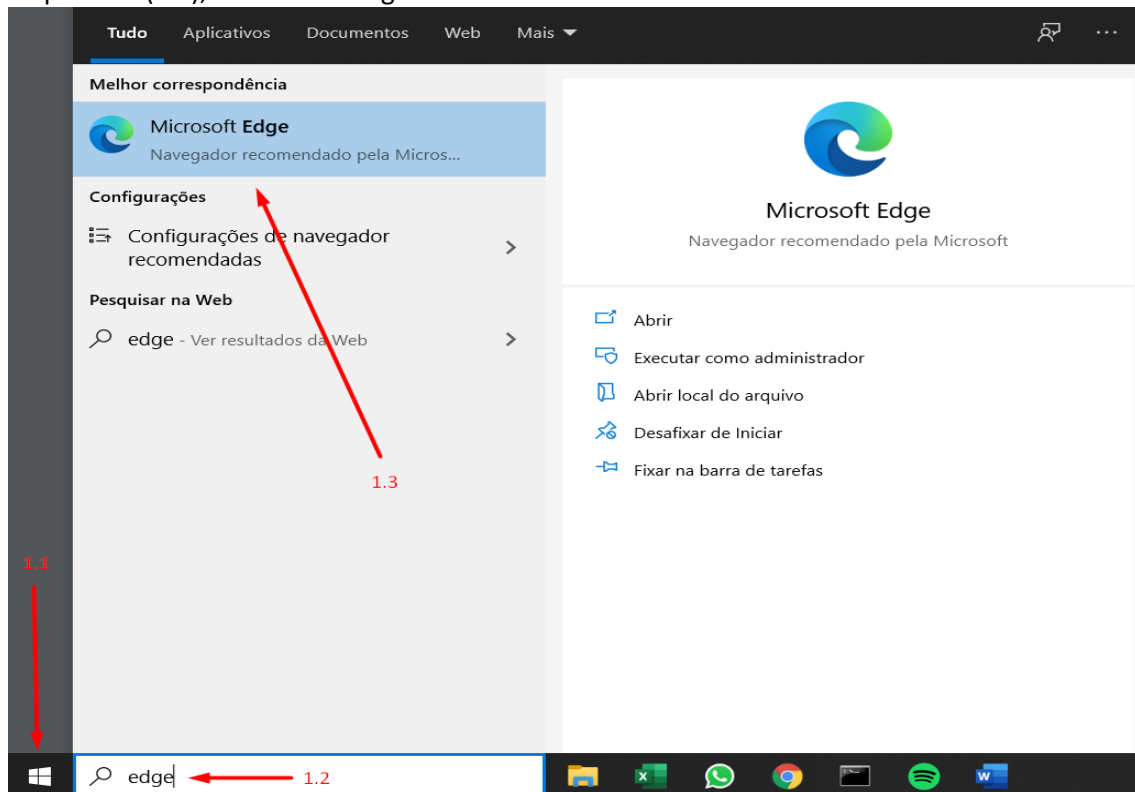 Tudo Aplicativos Documentos Web Mais
Melhor correspondência
Microsoft Edge
Navegador recomendado pela Micros...
Configurações
Configurações de navegador
recomendadas
Pesquisar na Web
edge - Ver resultados da Web
Microsoft Edge
Navegador recomendado pela Microsoft
Abrir
Executar como administrador
Abrir local do arquivo
Desafixar de Iniciar
Fixar na barra de tarefas
1.3
1.1
edge
1.2